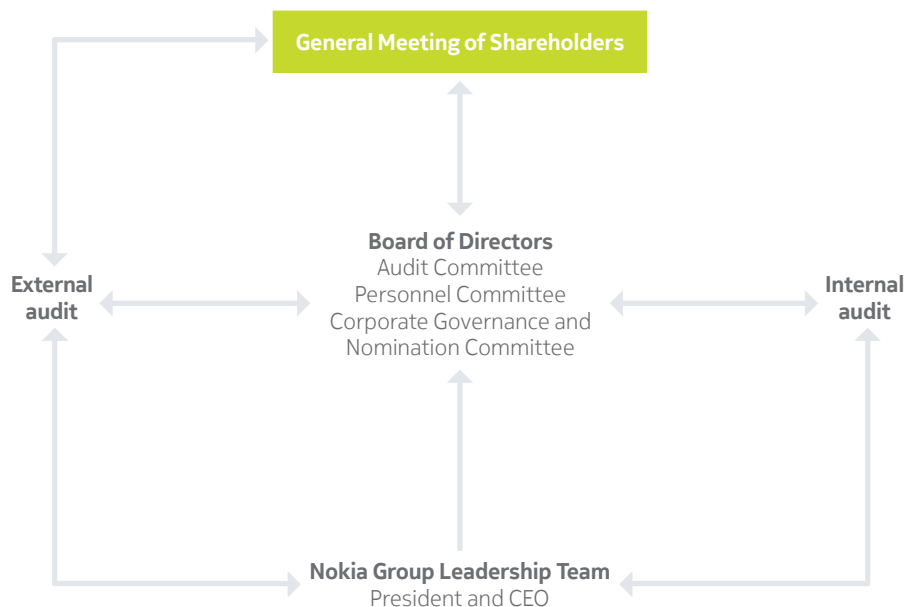 General Meeting of Shareholders
Board of Directors
Audit Committee
Personnel Committee
Corporate Governance and
Nomination Committee
External
audit
Internal
audit
Nokia Group Leadership Team
President and CEO